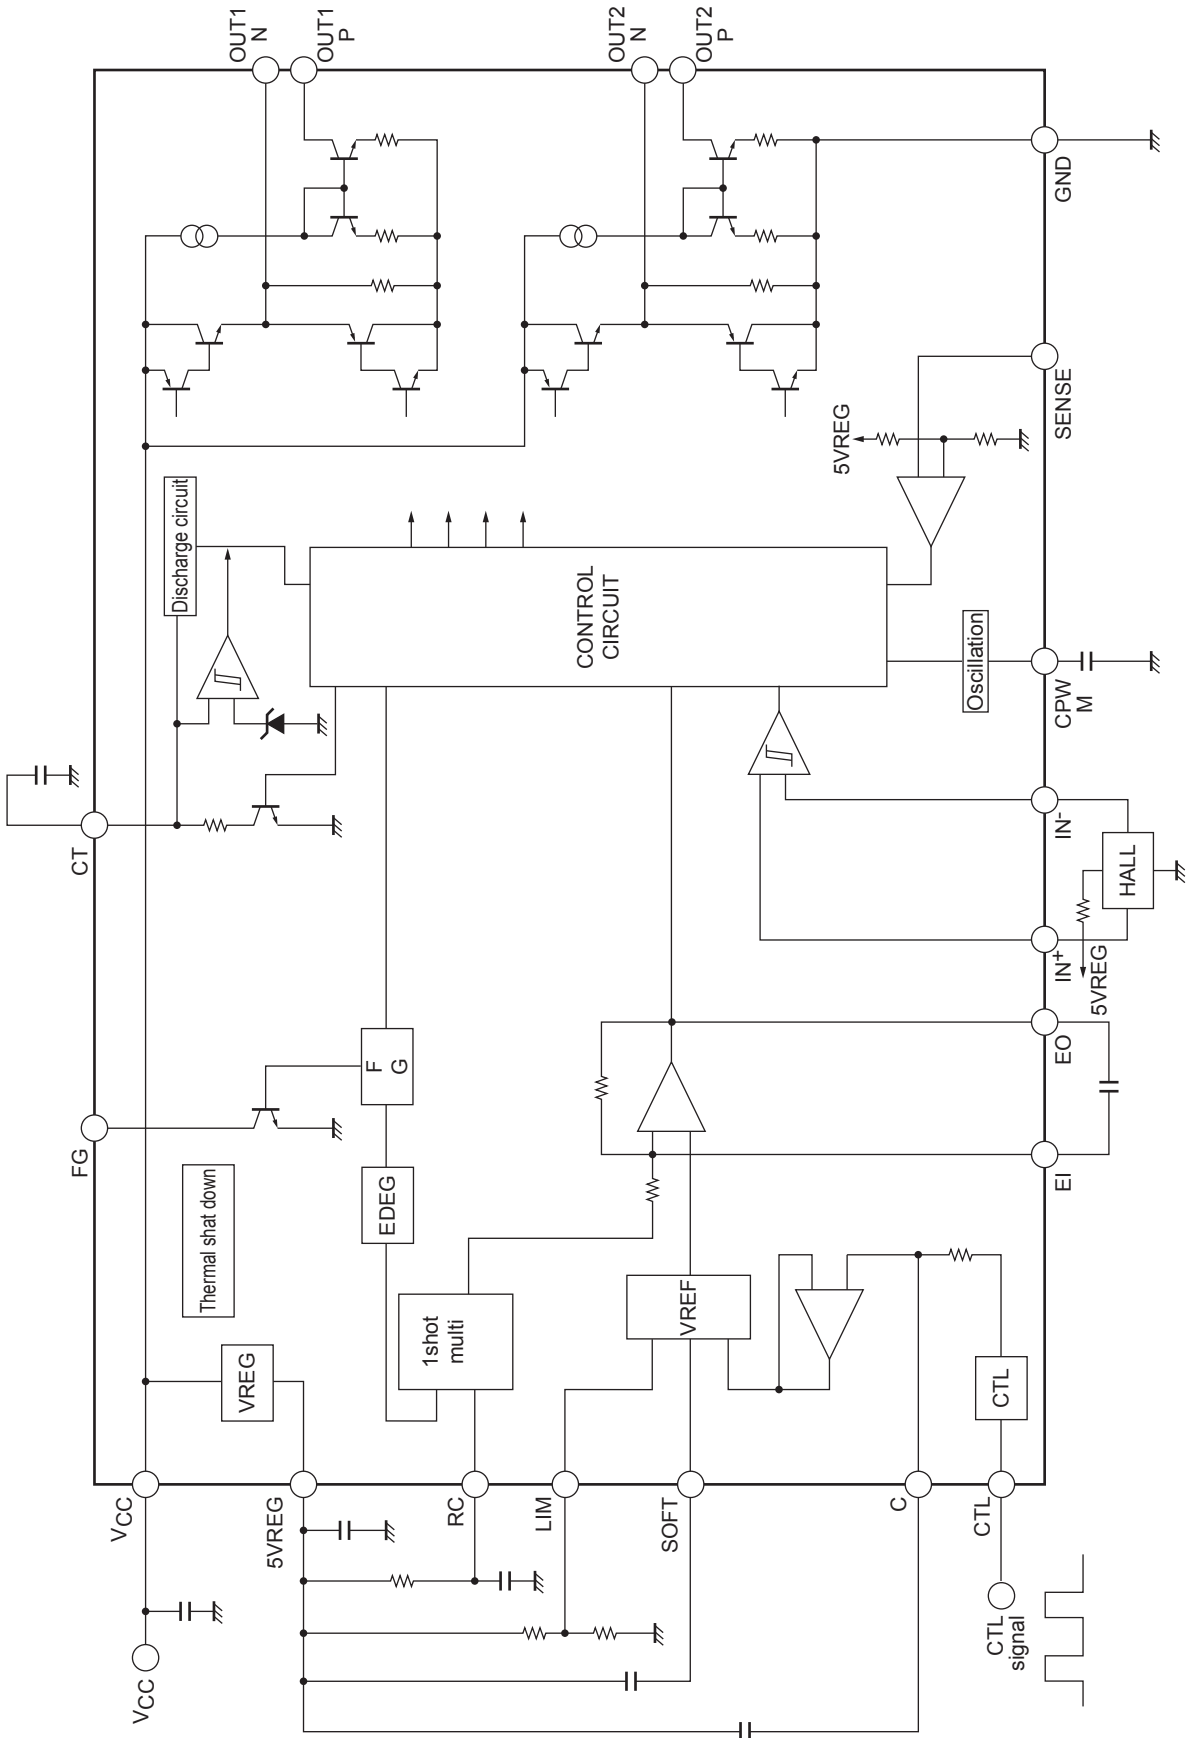 OUT1
N
OUT1
P
OUT2
N
OUT2
P
GND
SENSE
5VREG
Discharge circuit
CONTROL
CIRCUIT
Oscillation
CPW
M
CT
IN-
HALL
IN+
5VREG
EO
F
G
FG
EI
EDEG
Thermal shat down
1shot
multi
VREF
VREG
CTL
VCC
5VREG
RC
LIM
SOFT
C
CTL
VCC
CTL
signal